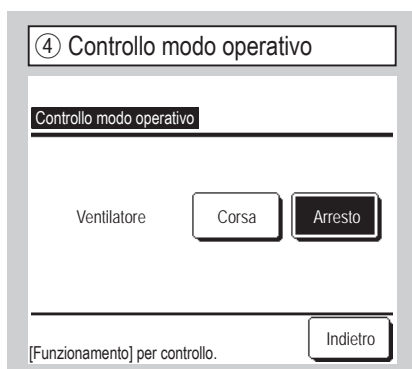 ④ Controllo modo operativo
Controllo modo operativo
Ventilatore Corsa Arresto
Indietro
[Funzionamento] per controllo.